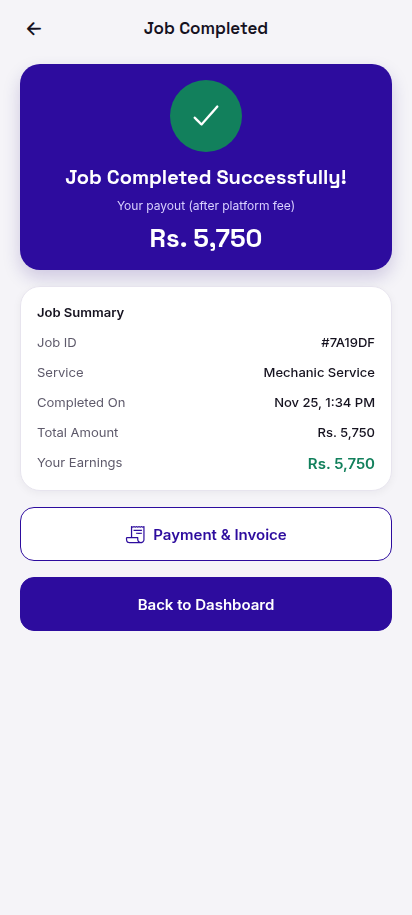 Job Completed
Job Completed Successfully!
Your payout (after platform fee)
Rs. 5,750
Job Summary
Job ID #7A19DF
Service Mechanic Service
Completed On Nov 25, 1:34 PM
Total Amount Rs. 5,750
Your Earnings Rs. 5,750
Payment & Invoice
Back to Dashboard